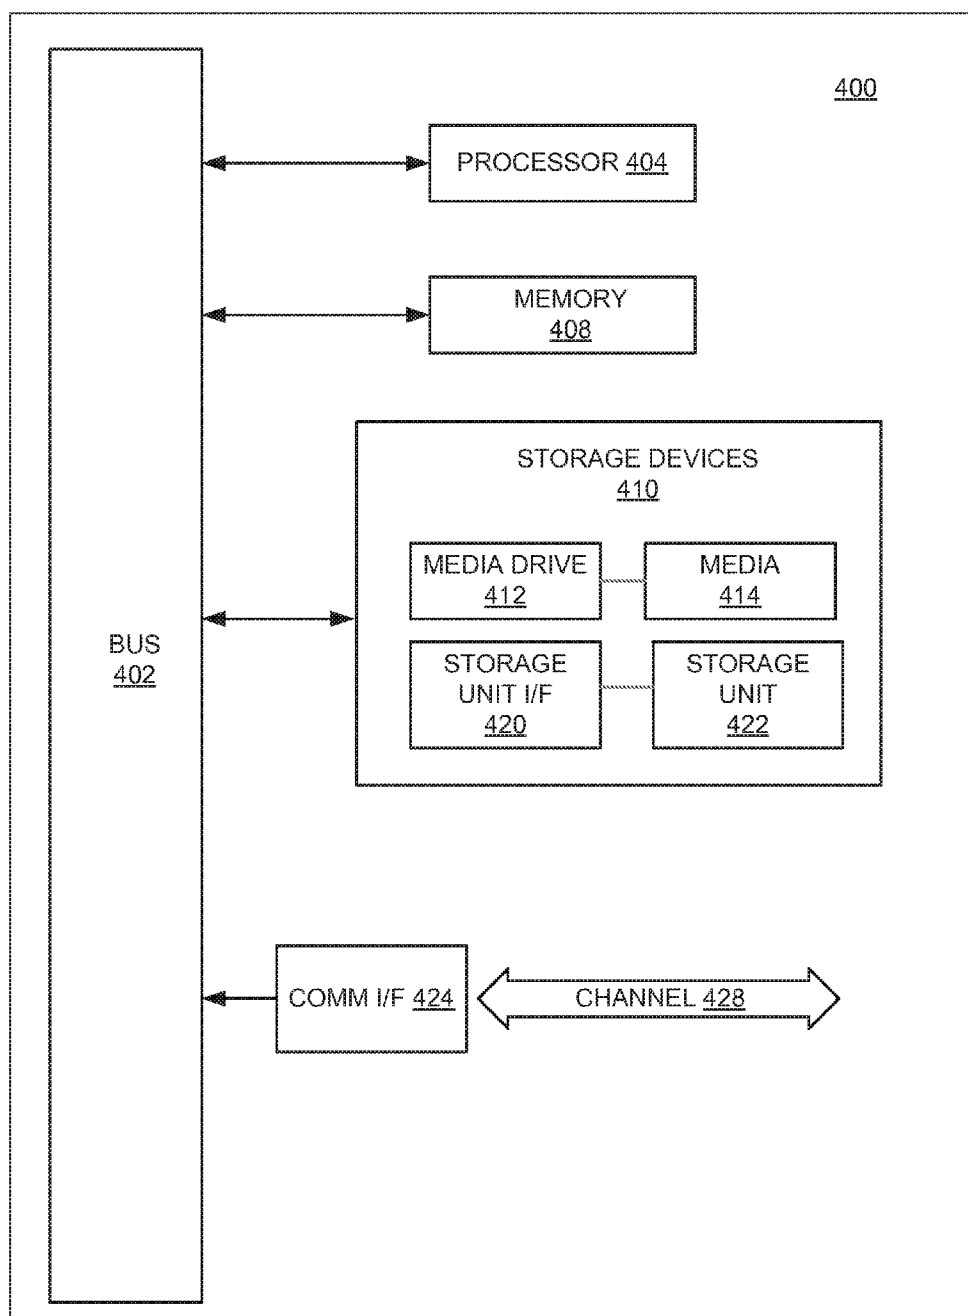 400
PROCESSOR 404
MEMORY
408
STORAGE DEVICES
410
MEDIA DRIVE
412
MEDIA
414
BUS
402
STORAGE
UNIT I/F
420
STORAGE
UNIT
422
COMM I/F 424
CHANNEL 428